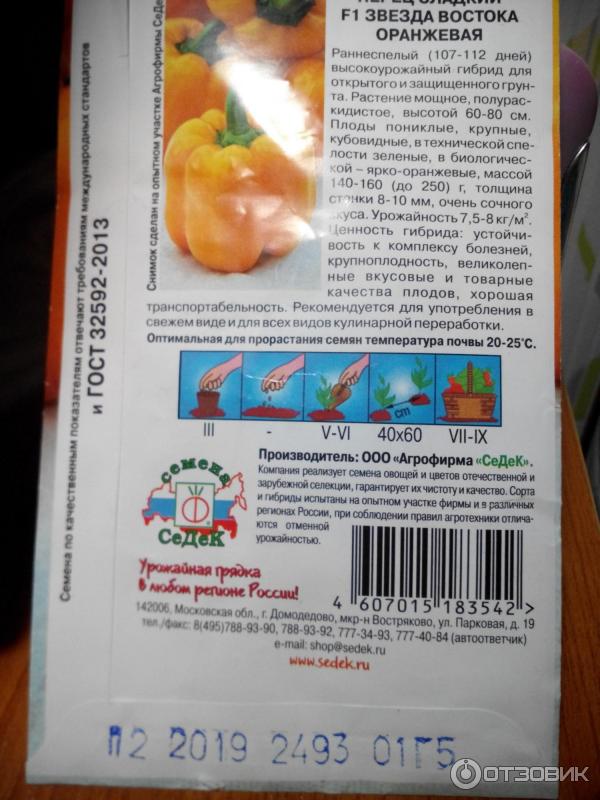 ПЕРЕЦ СЛАДКИЙ
F1 ЗВЕЗДА ВОСТОКА
ОРАНЖЕВАЯ
Раннеспелый (107-112 дней)
высокоурожайный гибрид для
открытого и защищенного грун-
та. Растение мощное, полурас-
кидистое, высотой 60-80 см.
Плоды пониклые, крупные,
кубовидные, в технической спе-
лости зеленые, в биологичес-
кой – ярко-оранжевые, массой
140-160 (до 250) г, толщина
стенки 8-10 мм, очень сочного
вкуса. Урожайность 7,5-8 кг/м².
Ценность гибрида: устойчи-
вость к комплексу болезней,
крупноплодность, великолеп-
ные вкусовые и товарные
качества плодов, хорошая
транспортабельность. Рекомендуется для употребления в
свежем виде и для всех видов кулинарной переработки.
Оптимальная для прорастания семян температура почвы 20-25°С.
cm
III - V-VI 40x60 VII-IX
Производитель: ООО «Агрофирма «СеДеК».
Компания реализует семена овощей и цветов отечественной и
зарубежной селекции, гарантирует их чистоту и качество. Сорта
и гибриды испытаны на опытном участке фирмы и в различных
регионах России, при соблюдении правил агротехники отлича-
ются отменной
урожайностью.
семена
СеДеК
Урожайная грядка
в любом регионе России!
4 607015 183542 >
142006, Московская обл., г. Домодедово, мкр-н Востряково, ул. Парковая, д. 19
тел./факс: 8(495)788-93-90, 788-93-92, 777-34-93, 777-40-84 (автоответчик)
e-mail: shop@sedek.ru
www.sedek.ru
П2 2019 2493 01Г5
Снимок сделан на опытном участке Агрофирмы СеДеК
Семена по качественным показателям отвечают требованиям международных стандартов
и ГОСТ 32592-2013
ОТЗОВИК